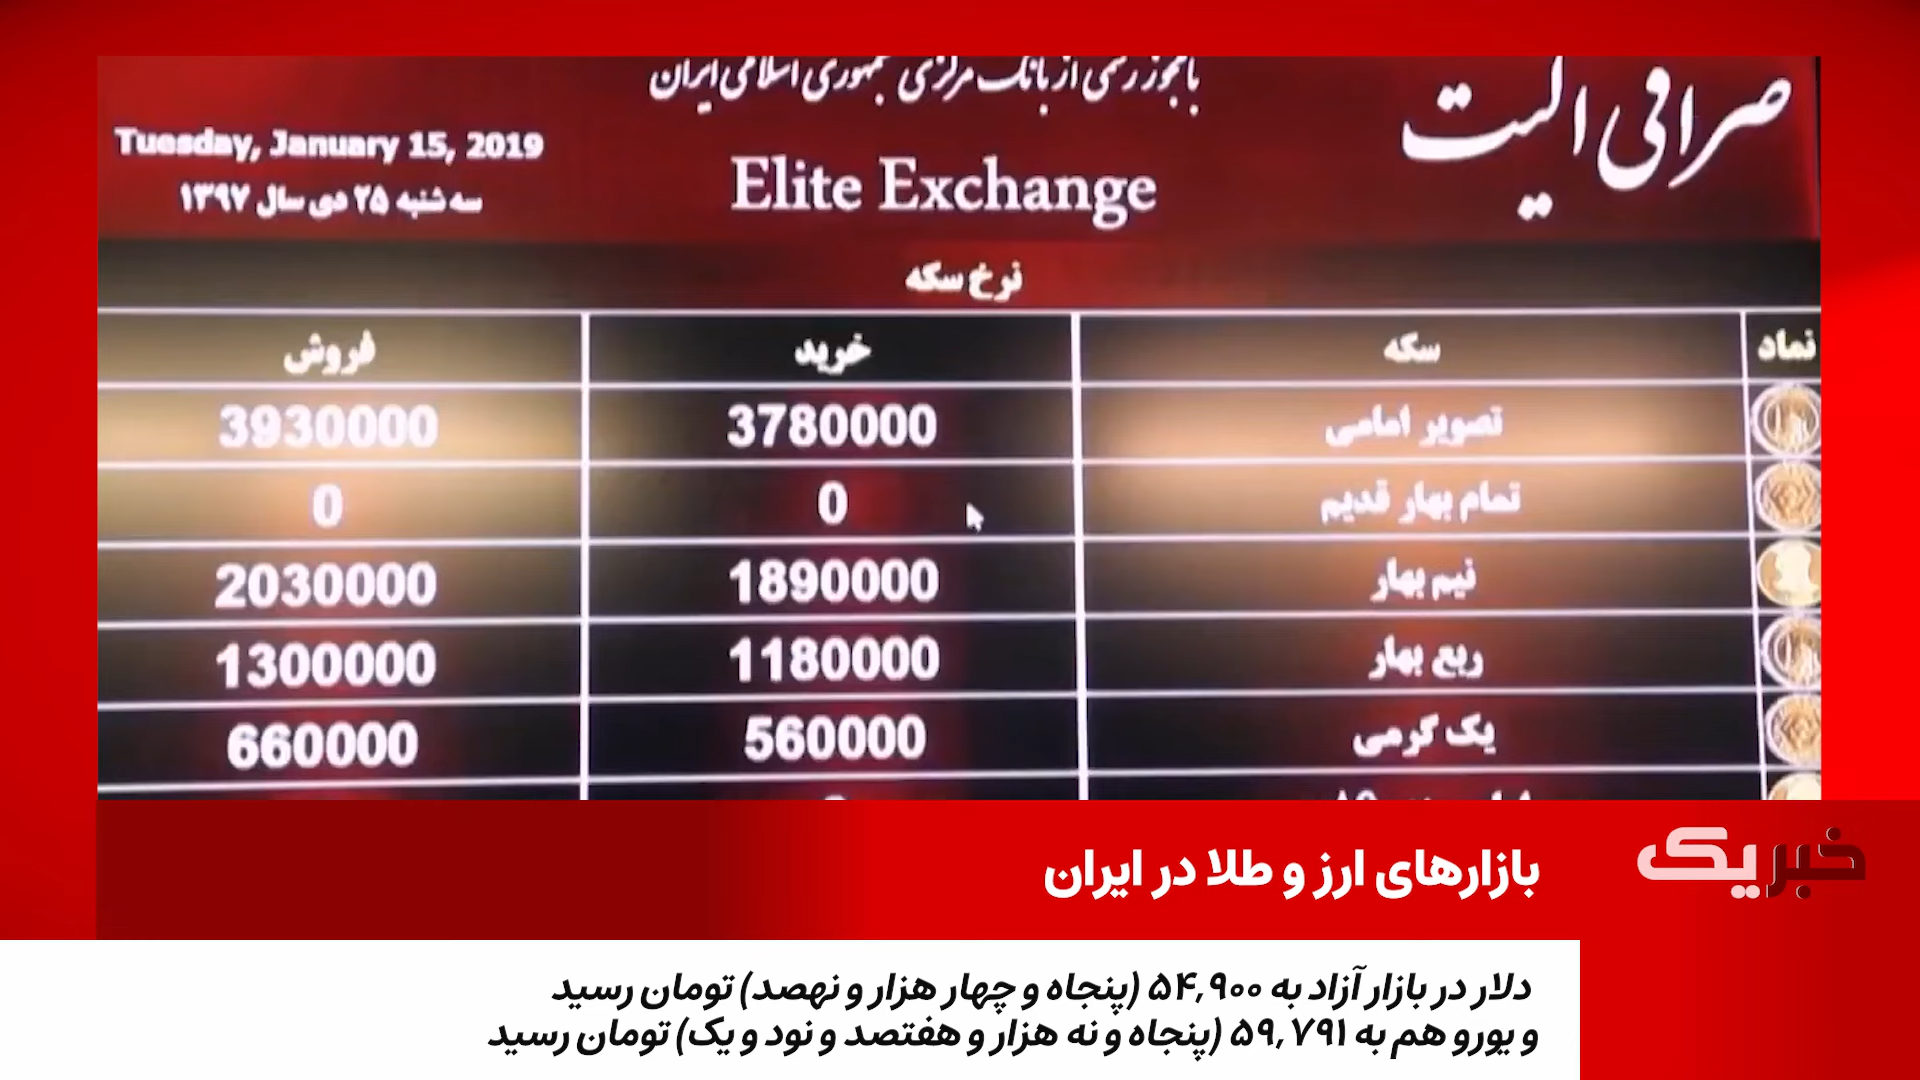 با مجوز رسمی از بانک مرکزی جمهوری اسلامی ایران
صرافی الیت
Elite Exchange
Tuesday, January 15, 2019
سه شنبه ۲۵ دی سال ۱۳۹۷
نرخ سکه
نماد سکه خرید فروش
تصویر امامی 3780000 3930000
تمام بهار قدیم 0 0
نیم بهار 1890000 2030000
ربع بهار 1180000 1300000
یک گرمی 560000 660000
خبریک
بازارهای ارز و طلا در ایران
دلار در بازار آزاد به ۵۴,۹۰۰ (پنجاه و چهار هزار و نهصد) تومان رسید
و یورو هم به ۵۹,۷۹۱ (پنجاه و نه هزار و هفتصد و نود و یک) تومان رسید